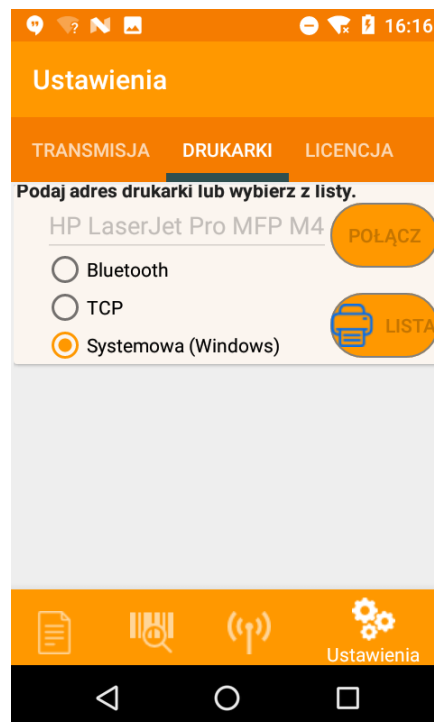 16:16
Ustawienia
TRANSMISJA DRUKARKI LICENCJA
Podaj adres drukarki lub wybierz z listy.
HP LaserJet Pro MFP M4
POŁĄCZ
Bluetooth
TCP
LISTA
Systemowa (Windows)
Ustawienia